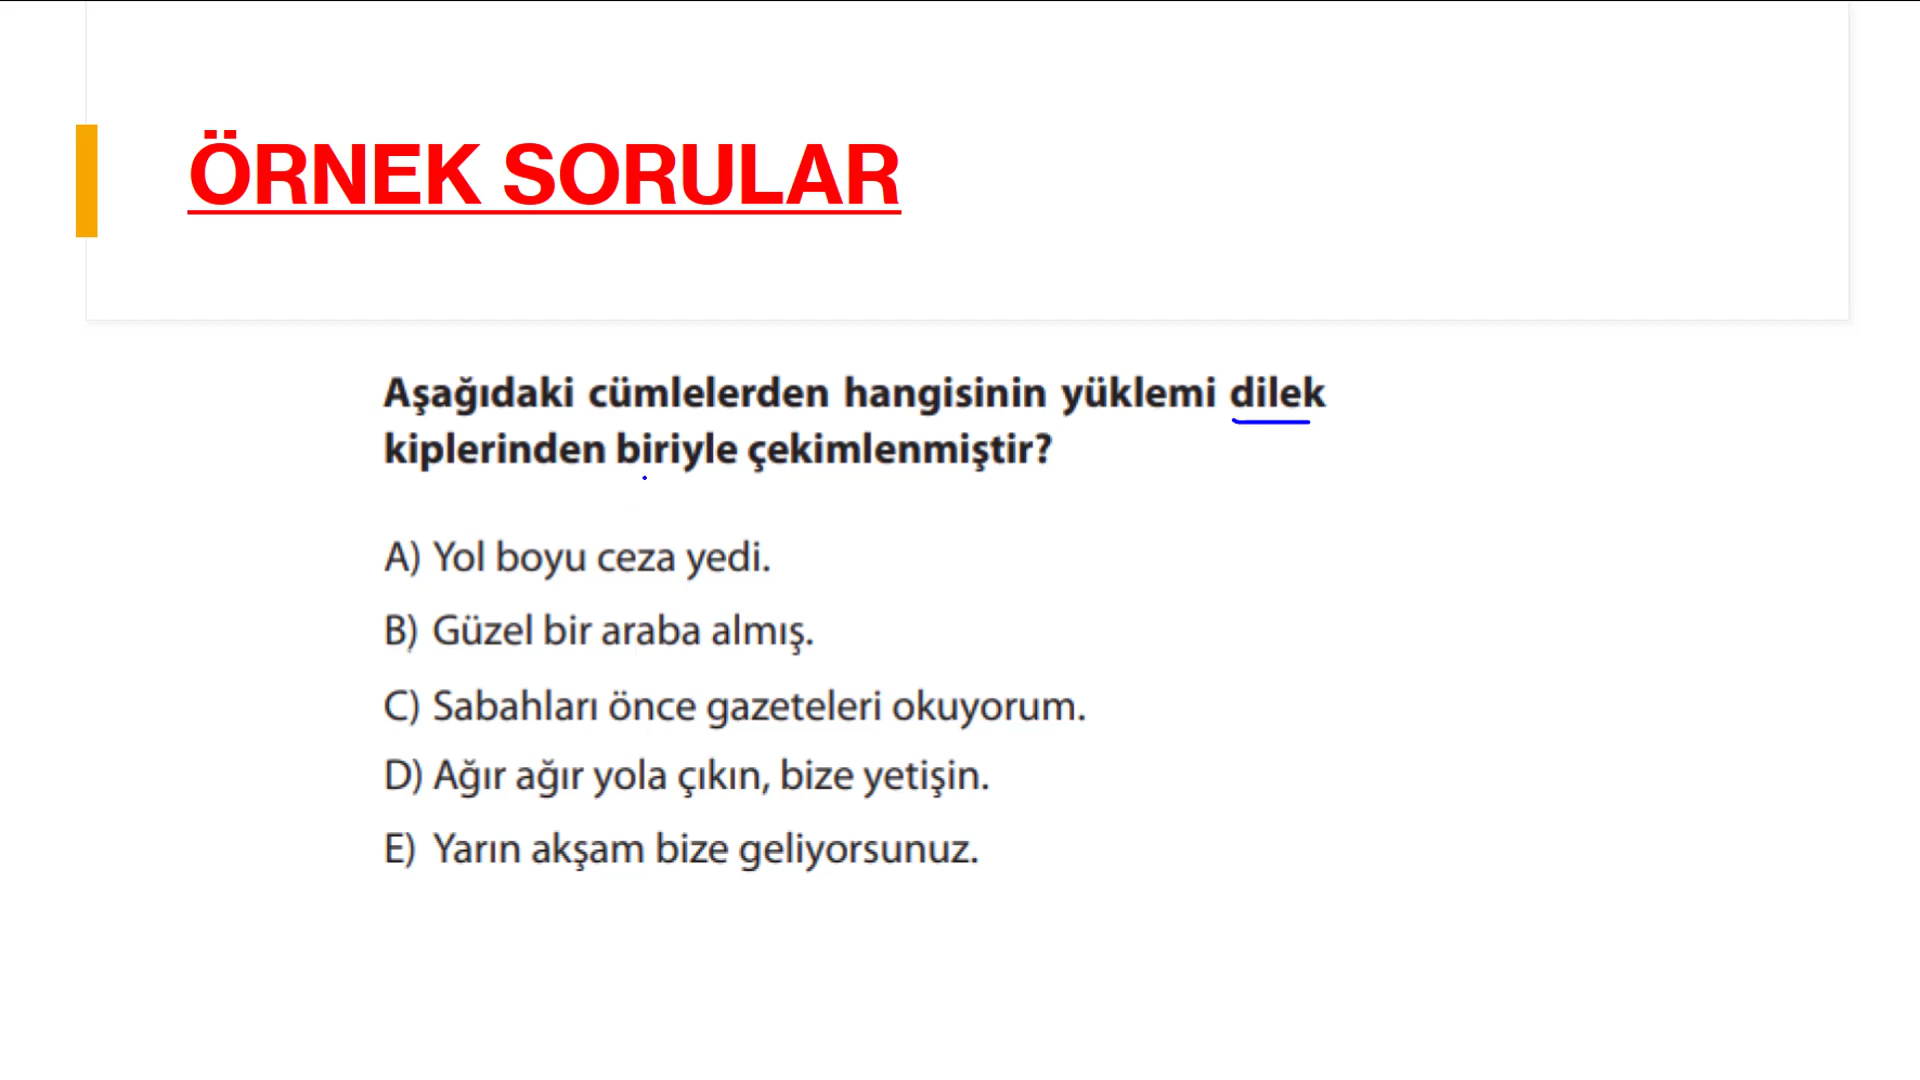 ÖRNEK SORULAR
Aşağıdaki cümlelerden hangisinin yüklemi dilek
kiplerinden biriyle çekimlenmiştir?
A) Yol boyu ceza yedi.
B) Güzel bir araba almış.
C) Sabahları önce gazeteleri okuyorum.
D) Ağır ağır yola çıkın, bize yetişin.
E) Yarın akşam bize geliyorsunuz.